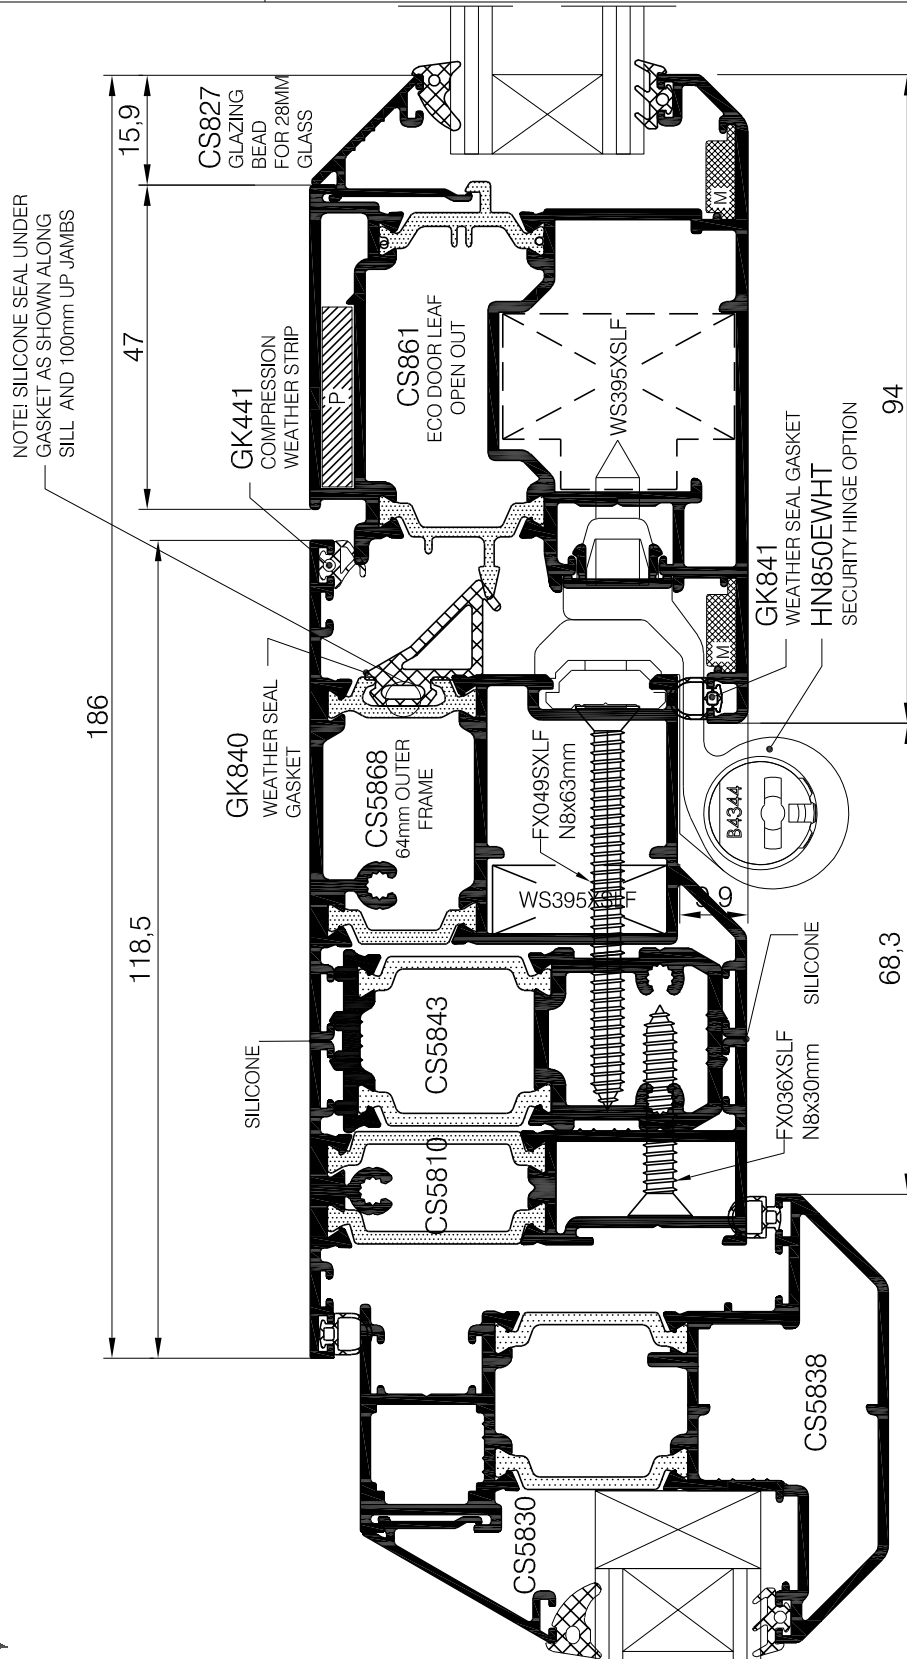 CS827
GLAZING
BEAD
FOR 28MM
GLASS
15,9
NOTE! SILICONE SEAL UNDER
GASKET AS SHOWN ALONG
SILL AND 100mm UP JAMBS
47
GK441
COMPRESSION
WEATHER STRIP
P
M
CS861
ECO DOOR LEAF
OPEN OUT
WS395XSLF
94
GK841
WEATHER SEAL GASKET
HN850EWHT
SECURITY HINGE OPTION
M
186
GK840
WEATHER SEAL
GASKET
CS5868
64mm OUTER
FRAME
FX049SXLF
N8x63mm
B4344
WS395XSLF
9,9
118,5
68,3
SILICONE
CS5843
SILICONE
FX036XSLF
N8x30mm
CS5810
CS5838
CS5830